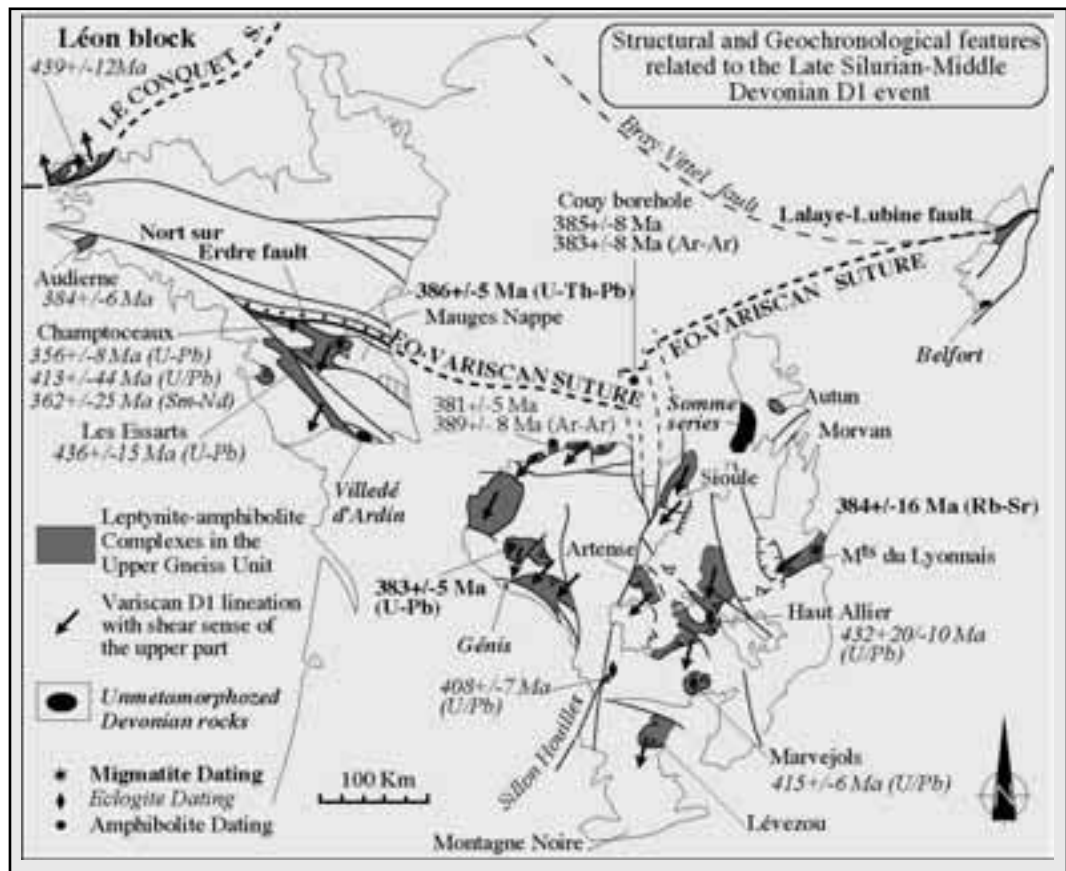 Léon block
439+/-12Ma
LE CONQUET S.
Structural and Geochronological features
related to the Late Silurian-Middle
Devonian D1 event
Bray-Vittel fault
Couy borehole
385+/-8 Ma
383+/-8 Ma (Ar-Ar)
Lalaye-Lubine fault
Nort sur
Erdre fault
Audierne
384+/-6 Ma
386+/-5 Ma (U-Th-Pb)
Mauges Nappe
EO-VARISCAN SUTURE
EO-VARISCAN SUTURE
Belfort
Champtoceaux
356+/-8 Ma (U-Pb)
413+/-44 Ma (U/Pb)
362+/-25 Ma (Sm-Nd)
Les Essarts
436+/-15 Ma (U-Pb)
381+/-5 Ma
389+/-8 Ma (Ar-Ar)
Somme
series
Autun
Morvan
Villedé
d'Ardin
Sioule
384+/-16 Ma (Rb-Sr)
Mts du Lyonnais
Artense
383+/-5 Ma
(U-Pb)
Génis
Haut Allier
432+20/-10 Ma
(U/Pb)
408+/-7 Ma
(U/Pb)
Sillon Houiller
Marvejols
415+/-6 Ma (U/Pb)
Lévezou
Montagne Noire
Leptynite-amphibolite
Complexes in the
Upper Gneiss Unit
Variscan D1 lineation
with shear sense of
the upper part
Unmetamorphozed
Devonian rocks
Migmatite Dating
Eclogite Dating
Amphibolite Dating
100 Km
N